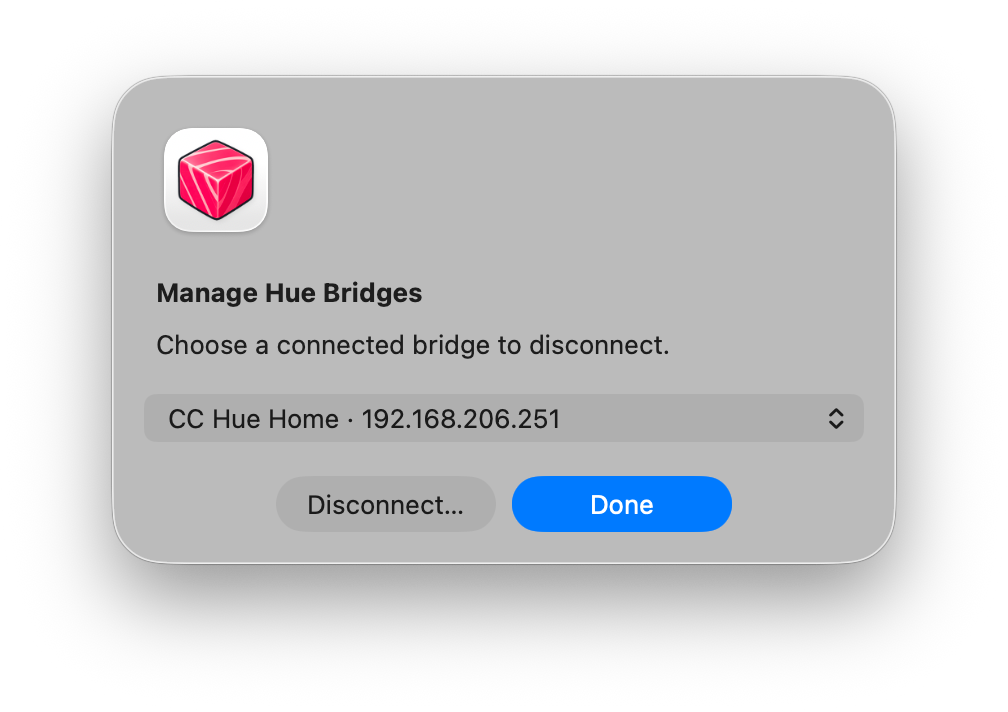 Manage Hue Bridges
Choose a connected bridge to disconnect.
CC Hue Home · 192.168.206.251
Disconnect...
Done